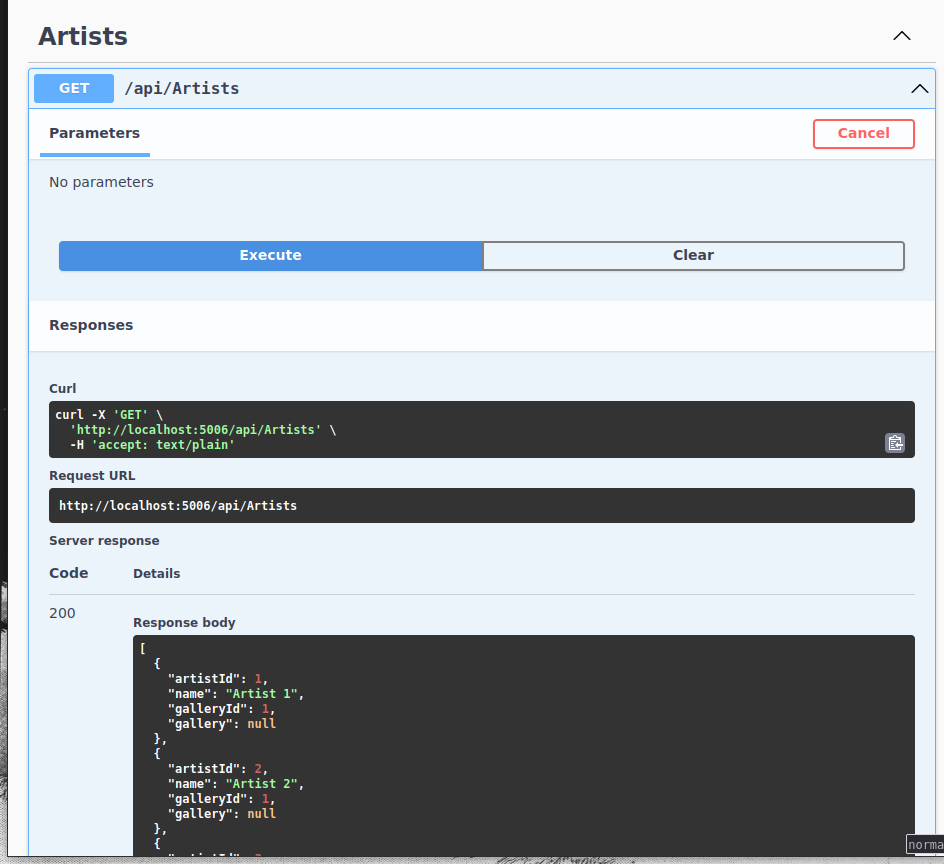 Artists
GET /api/Artists
Parameters
Cancel
No parameters
Execute
Clear
Responses
Curl
curl -X 'GET' \
'http://localhost:5006/api/Artists' \
-H 'accept: text/plain'
Request URL
http://localhost:5006/api/Artists
Server response
Code Details
200
Response body
[
{
"artistId": 1,
"name": "Artist 1",
"galleryId": 1,
"gallery": null
},
{
"artistId": 2,
"name": "Artist 2",
"galleryId": 1,
"gallery": null
},
{
norma